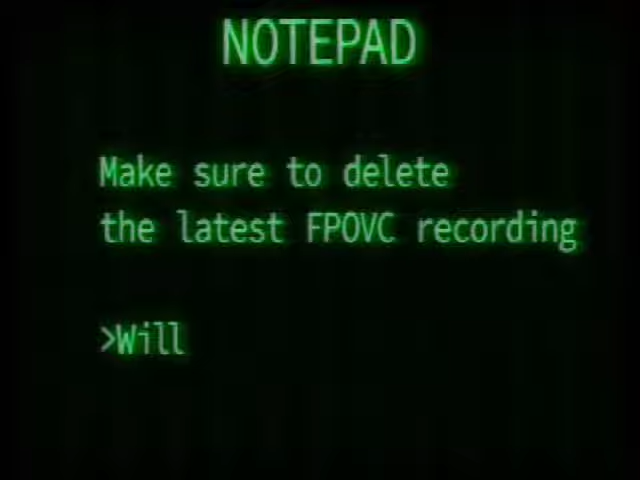 NOTEPAD
Make sure to delete
the latest FPOVC recording
>Will